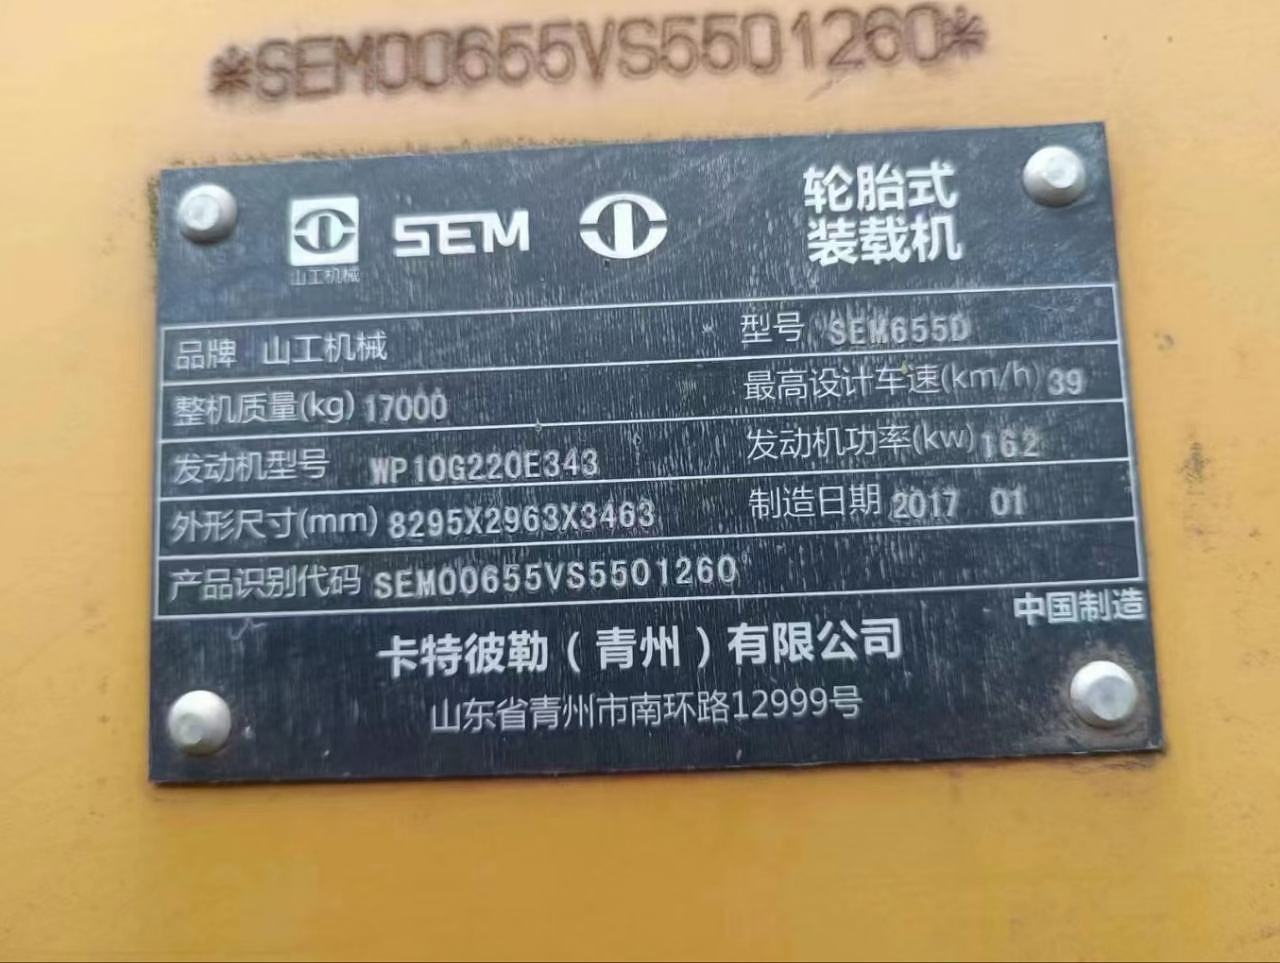 *SEM00655VS5501260*
山工机械 SEM
轮胎式
装载机
品牌 山工机械 型号 SEM655D
整机质量(kg) 17000 最高设计车速(km/h) 39
发动机型号 WP10G220E343 发动机功率(kw) 162
外形尺寸(mm) 8295X2963X3463 制造日期 2017 01
产品识别代码 SEM00655VS5501260
中国制造
卡特彼勒(青州)有限公司
山东省青州市南环路12999号